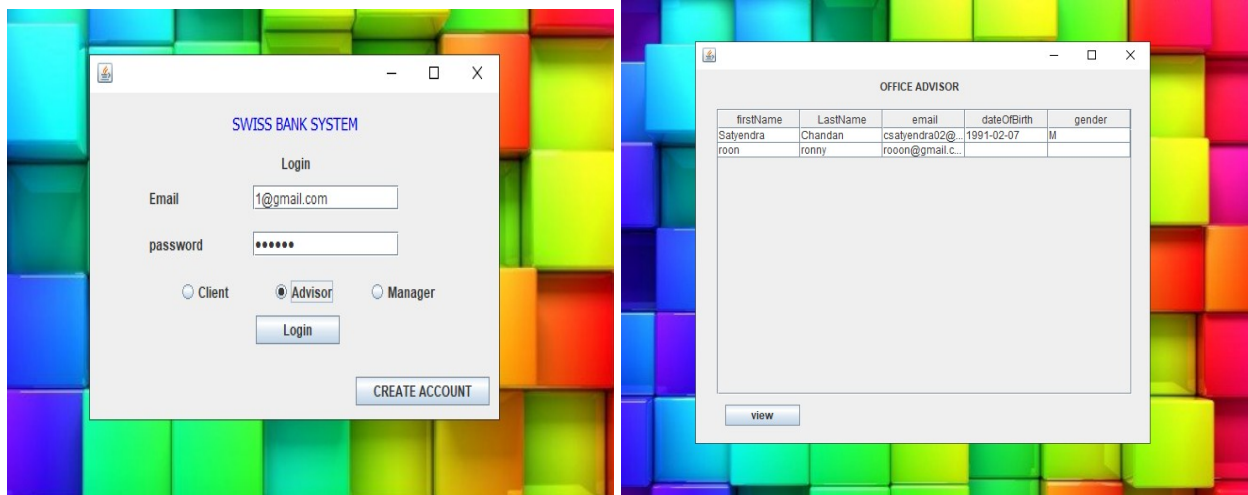 SWISS BANK SYSTEM
Login
Email 1@gmail.com
password ••••••
Client Advisor Manager
Login
CREATE ACCOUNT
OFFICE ADVISOR
firstName LastName email dateOfBirth gender
Satyendra Chandan csatyendra02@... 1991-02-07 M
roon ronny rooon@gmail.c...
view